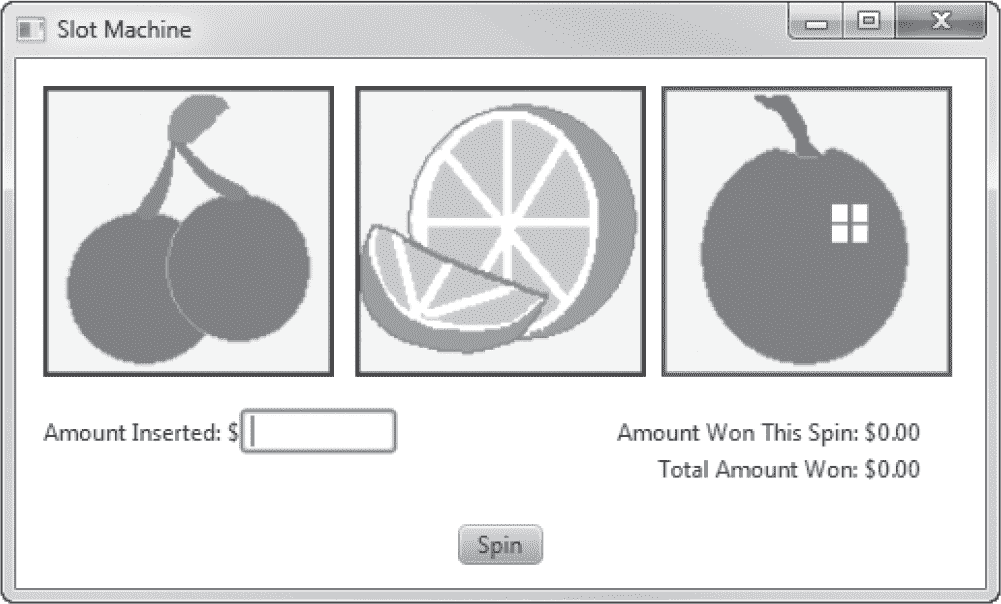 Slot Machine
Amount Inserted: $
Amount Won This Spin: $0.00
Total Amount Won: $0.00
Spin